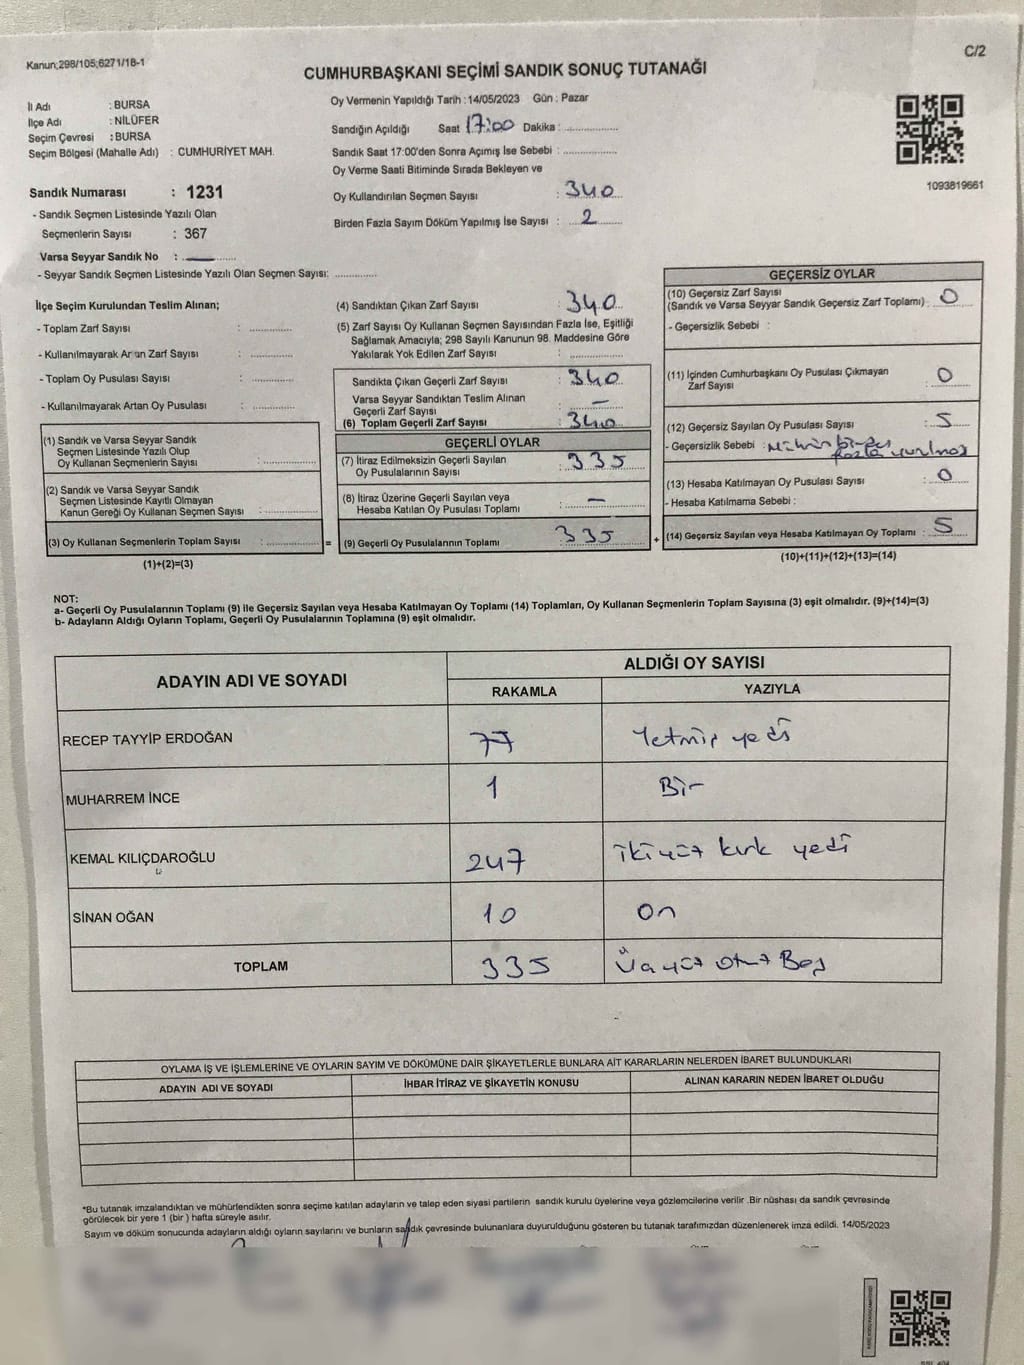 Kanun;298/105;6271/18-1
C/2
CUMHURBAŞKANI SEÇİMİ SANDIK SONUÇ TUTANAĞI
İl Adı : BURSA
İlçe Adı : NİLÜFER
Seçim Çevresi : BURSA
Seçim Bölgesi (Mahalle Adı) : CUMHURİYET MAH.
Sandık Numarası : 1231
- Sandık Seçmen Listesinde Yazılı Olan
Seçmenlerin Sayısı : 367
Varsa Seyyar Sandık No :
- Seyyar Sandık Seçmen Listesinde Yazılı Olan Seçmen Sayısı:
Oy Vermenin Yapıldığı Tarih : 14/05/2023 Gün : Pazar
Sandığın Açıldığı Saat 17:00 Dakika :
Sandık Saat 17:00'den Sonra Açımış İse Sebebi :
Oy Verme Saati Bitiminde Sırada Bekleyen ve
Oy Kullandırılan Seçmen Sayısı : 340
Birden Fazla Sayım Döküm Yapılmış İse Sayısı : 2
1093819661
İlçe Seçim Kurulundan Teslim Alınan;
- Toplam Zarf Sayısı :
- Kullanılmayarak Artan Zarf Sayısı :
- Toplam Oy Pusulası Sayısı :
- Kullanılmayarak Artan Oy Pusulası :
(1) Sandık ve Varsa Seyyar Sandık
Seçmen Listesinde Yazılı Olup
Oy Kullanan Seçmenlerin Sayısı :
(2) Sandık ve Varsa Seyyar Sandık
Seçmen Listesinde Kayıtlı Olmayan
Kanun Gereği Oy Kullanan Seçmen Sayısı :
(3) Oy Kullanan Seçmenlerin Toplam Sayısı : =
(1)+(2)=(3)
(4) Sandıktan Çıkan Zarf Sayısı : 340
(5) Zarf Sayısı Oy Kullanan Seçmen Sayısından Fazla İse, Eşitliği
Sağlamak Amacıyla; 298 Sayılı Kanunun 98. Maddesine Göre
Yakılarak Yok Edilen Zarf Sayısı :
Sandıkta Çıkan Geçerli Zarf Sayısı : 340
Varsa Seyyar Sandıktan Teslim Alınan
Geçerli Zarf Sayısı : –
(6) Toplam Geçerli Zarf Sayısı : 340
GEÇERLİ OYLAR
(7) İtiraz Edilmeksizin Geçerli Sayılan
Oy Pusulalarının Sayısı : 335
(8) İtiraz Üzerine Geçerli Sayılan veya
Hesaba Katılan Oy Pusulası Toplamı : –
(9) Geçerli Oy Pusulalarının Toplamı : 335 +
GEÇERSİZ OYLAR
(10) Geçersiz Zarf Sayısı
(Sandık ve Varsa Seyyar Sandık Geçersiz Zarf Toplamı) : 0
- Geçersizlik Sebebi :
(11) İçinden Cumhurbaşkanı Oy Pusulası Çıkmayan
Zarf Sayısı : 0
(12) Geçersiz Sayılan Oy Pusulası Sayısı : 5
- Geçersizlik Sebebi : Mührün birden
fazla vurulması
(13) Hesaba Katılmayan Oy Pusulası Sayısı : 0
- Hesaba Katılmama Sebebi :
(14) Geçersiz Sayılan veya Hesaba Katılmayan Oy Toplamı : 5
(10)+(11)+(12)+(13)=(14)
NOT:
a- Geçerli Oy Pusulalarının Toplamı (9) ile Geçersiz Sayılan veya Hesaba Katılmayan Oy Toplamı (14) Toplamları, Oy Kullanan Seçmenlerin Toplam Sayısına (3) eşit olmalıdır. (9)+(14)=(3)
b- Adayların Aldığı Oyların Toplamı, Geçerli Oy Pusulalarının Toplamına (9) eşit olmalıdır.
ADAYIN ADI VE SOYADI
ALDIĞI OY SAYISI
RAKAMLA YAZIYLA
RECEP TAYYİP ERDOĞAN 77 Yetmiş yedi
MUHARREM İNCE 1 Bir
KEMAL KILIÇDAROĞLU 247 ikiyüz kırk yedi
SİNAN OĞAN 10 on
TOPLAM 335 Üçyüz otuz Beş
OYLAMA İŞ VE İŞLEMLERİNE VE OYLARIN SAYIM VE DÖKÜMÜNE DAİR ŞİKAYETLERLE BUNLARA AİT KARARLARIN NELERDEN İBARET BULUNDUKLARI
ADAYIN ADI VE SOYADI İHBAR İTİRAZ VE ŞİKAYETİN KONUSU ALINAN KARARIN NEDEN İBARET OLDUĞU
*Bu tutanak imzalandıktan ve mühürlendikten sonra seçime katılan adayların ve talep eden siyasi partilerin sandık kurulu üyelerine veya gözlemcilerine verilir .Bir nüshası da sandık çevresinde
görülecek bir yere 1 (bir ) hafta süreyle asılır.
Sayım ve döküm sonucunda adayların aldığı oyların sayılarını ve bunların sandık çevresinde bulunanlara duyurulduğunu gösteren bu tutanak tarafımızdan düzenlenerek imza edildi. 14/05/2023